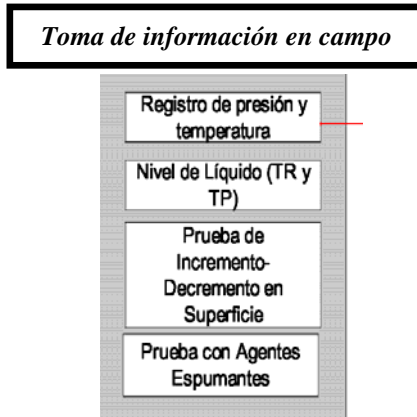 Toma de información en campo
Registro de presión y
temperatura
Nivel de Líquido (TR y
TP)
Prueba de
Incremento-
Decremento en
Superficie
Prueba con Agentes
Espumantes